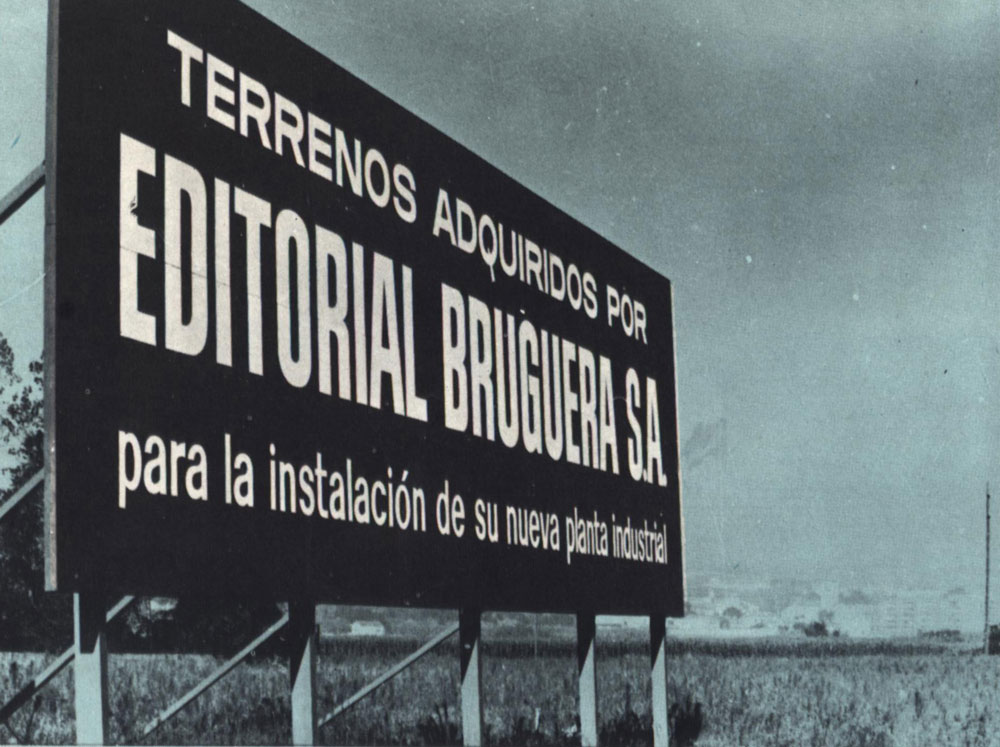 TERRENOS ADQUIRIDOS POR
EDITORIAL BRUGUERA S.A.
para la instalación de su nueva planta industrial